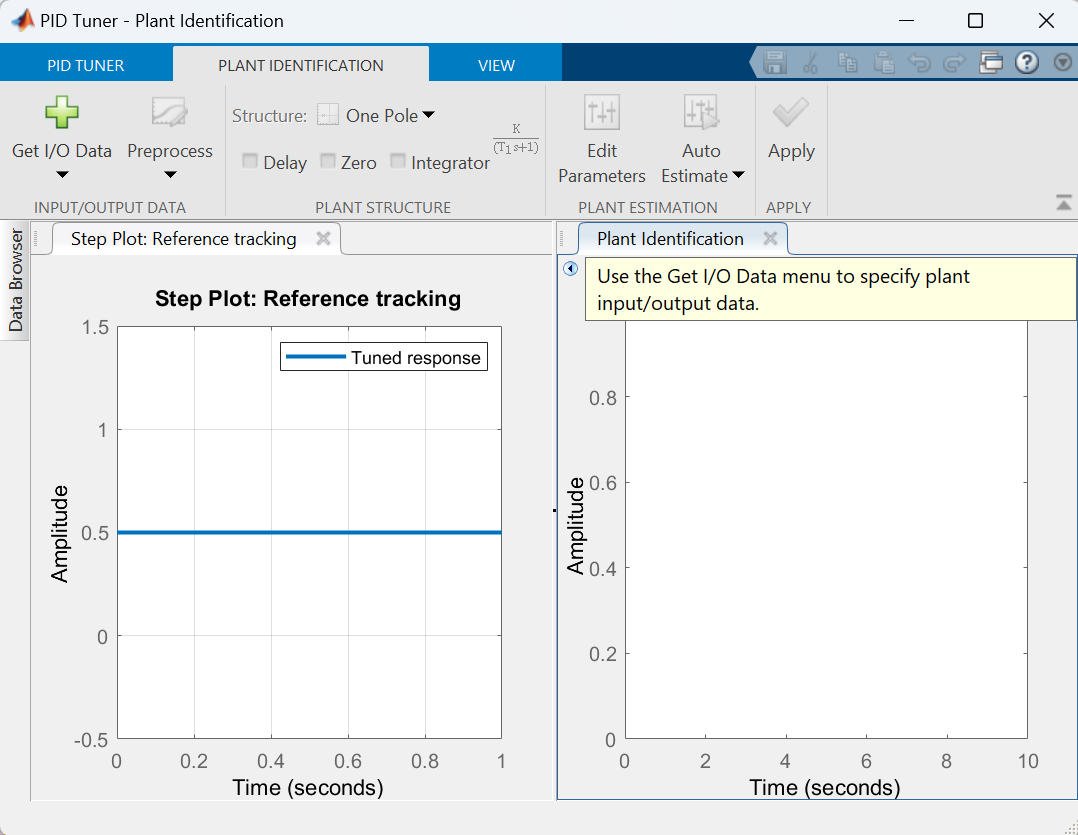 PID Tuner - Plant Identification
PID TUNER
PLANT IDENTIFICATION
VIEW
Get I/O Data
Preprocess
INPUT/OUTPUT DATA
Structure:
One Pole
Delay
Zero
Integrator
K
(T₁s+1)
PLANT STRUCTURE
Edit
Parameters
Auto
Estimate
PLANT ESTIMATION
Apply
APPLY
Data Browser
Step Plot: Reference tracking
Step Plot: Reference tracking
Tuned response
1.5
1
0.5
0
-0.5
Amplitude
0 0.2 0.4 0.6 0.8 1
Time (seconds)
Plant Identification
Use the Get I/O Data menu to specify plant
input/output data.
0.8
0.6
0.4
0.2
0
Amplitude
0 2 4 6 8 10
Time (seconds)